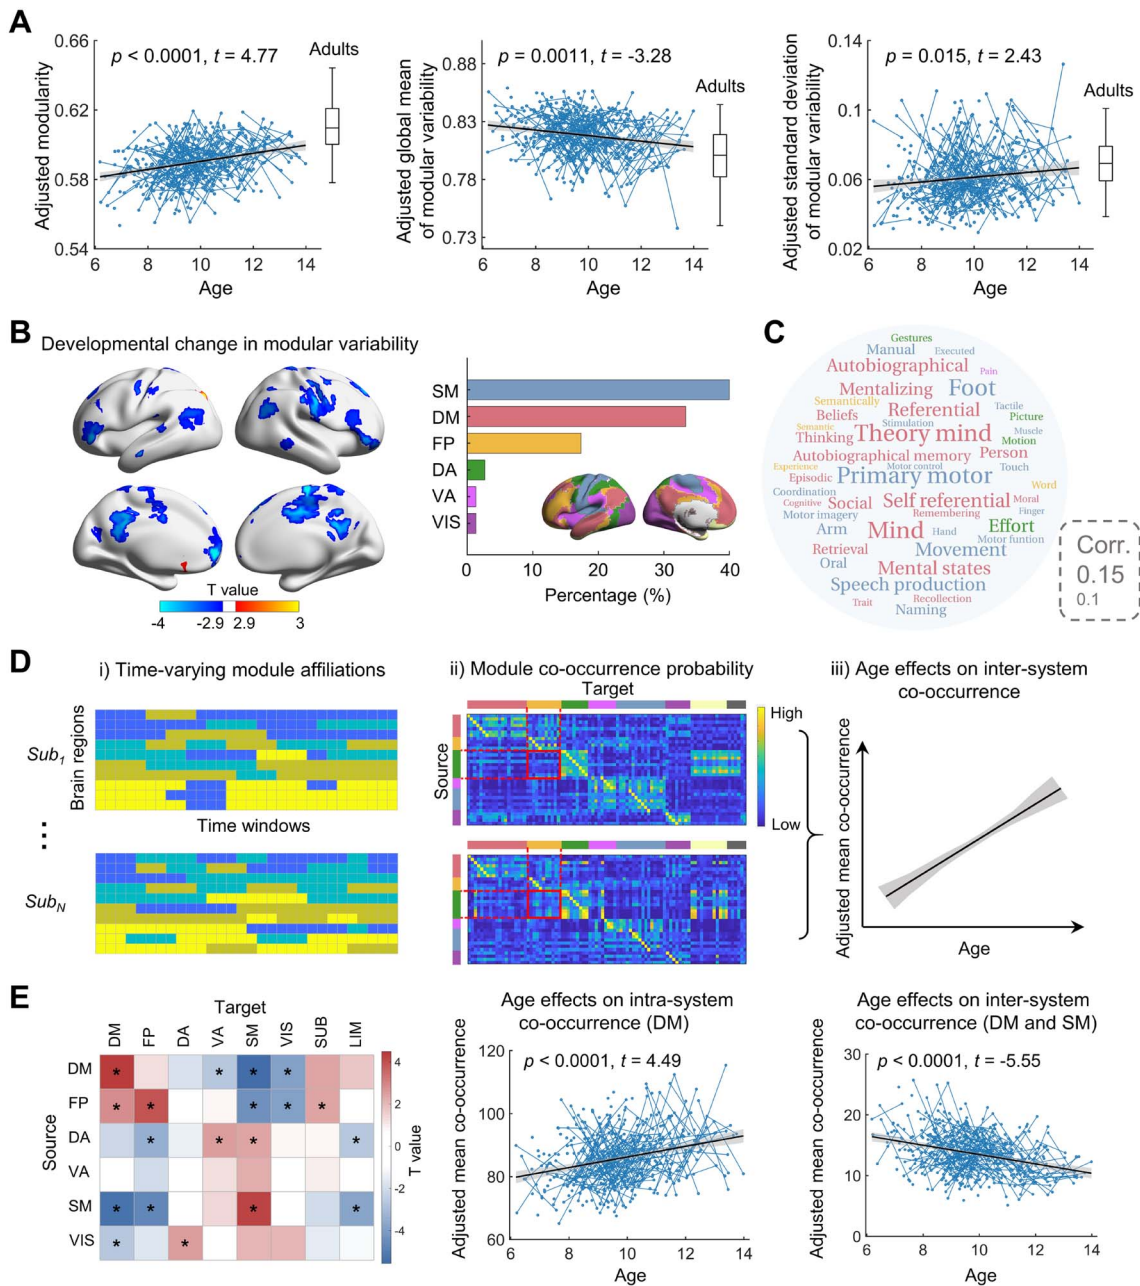 A
p < 0.0001, t = 4.77
Adults
Adjusted modularity
0.66
0.62
0.58
0.54
6 8 10 12 14
Age
p = 0.0011, t = -3.28
Adults
Adjusted global mean
of modular variability
0.88
0.83
0.78
0.73
6 8 10 12 14
Age
p = 0.015, t = 2.43
Adults
Adjusted standard deviation
of modular variability
0.14
0.1
0.06
0.02
6 8 10 12 14
Age
B
Developmental change in modular variability
T value
-4 -2.9 2.9 3
SM
DM
FP
DA
VA
VIS
0 10 20 30 40
Percentage (%)
C
Gestures
Manual Executed
Autobiographical Pain
Mentalizing Foot
Semantically Tactile
Beliefs Referential Picture
Stimulation
Semantic Muscle
Thinking Theory mind Motion
Autobiographical memory Person
Experience Motor control Touch
Episodic Primary motor Word
Coordination
Cognitive Social Self referential Moral
Motor imagery Remembering Finger
Arm Mind Hand Effort
Motor funtion
Retrieval Movement
Oral Mental states
Speech production
Trait Recollection
Naming
Corr.
0.15
0.1
D
i) Time-varying module affiliations
Sub1
Brain regions
Time windows
⋮
SubN
ii) Module co-occurrence probability
Target
Source
High
Low
iii) Age effects on inter-system
co-occurrence
Adjusted mean co-occurrence
Age
E
Target
DM FP DA VA SM VIS SUB LIM
Source
DM * * * *
FP * * * * *
DA * * * *
VA
SM * * * *
VIS * *
4
2
0
-2
-4
T value
Age effects on intra-system
co-occurrence (DM)
p < 0.0001, t = 4.49
Adjusted mean co-occurrence
120
100
80
60
6 8 10 12 14
Age
Age effects on inter-system
co-occurrence (DM and SM)
p < 0.0001, t = -5.55
Adjusted mean co-occurrence
30
20
10
0
6 8 10 12 14
Age